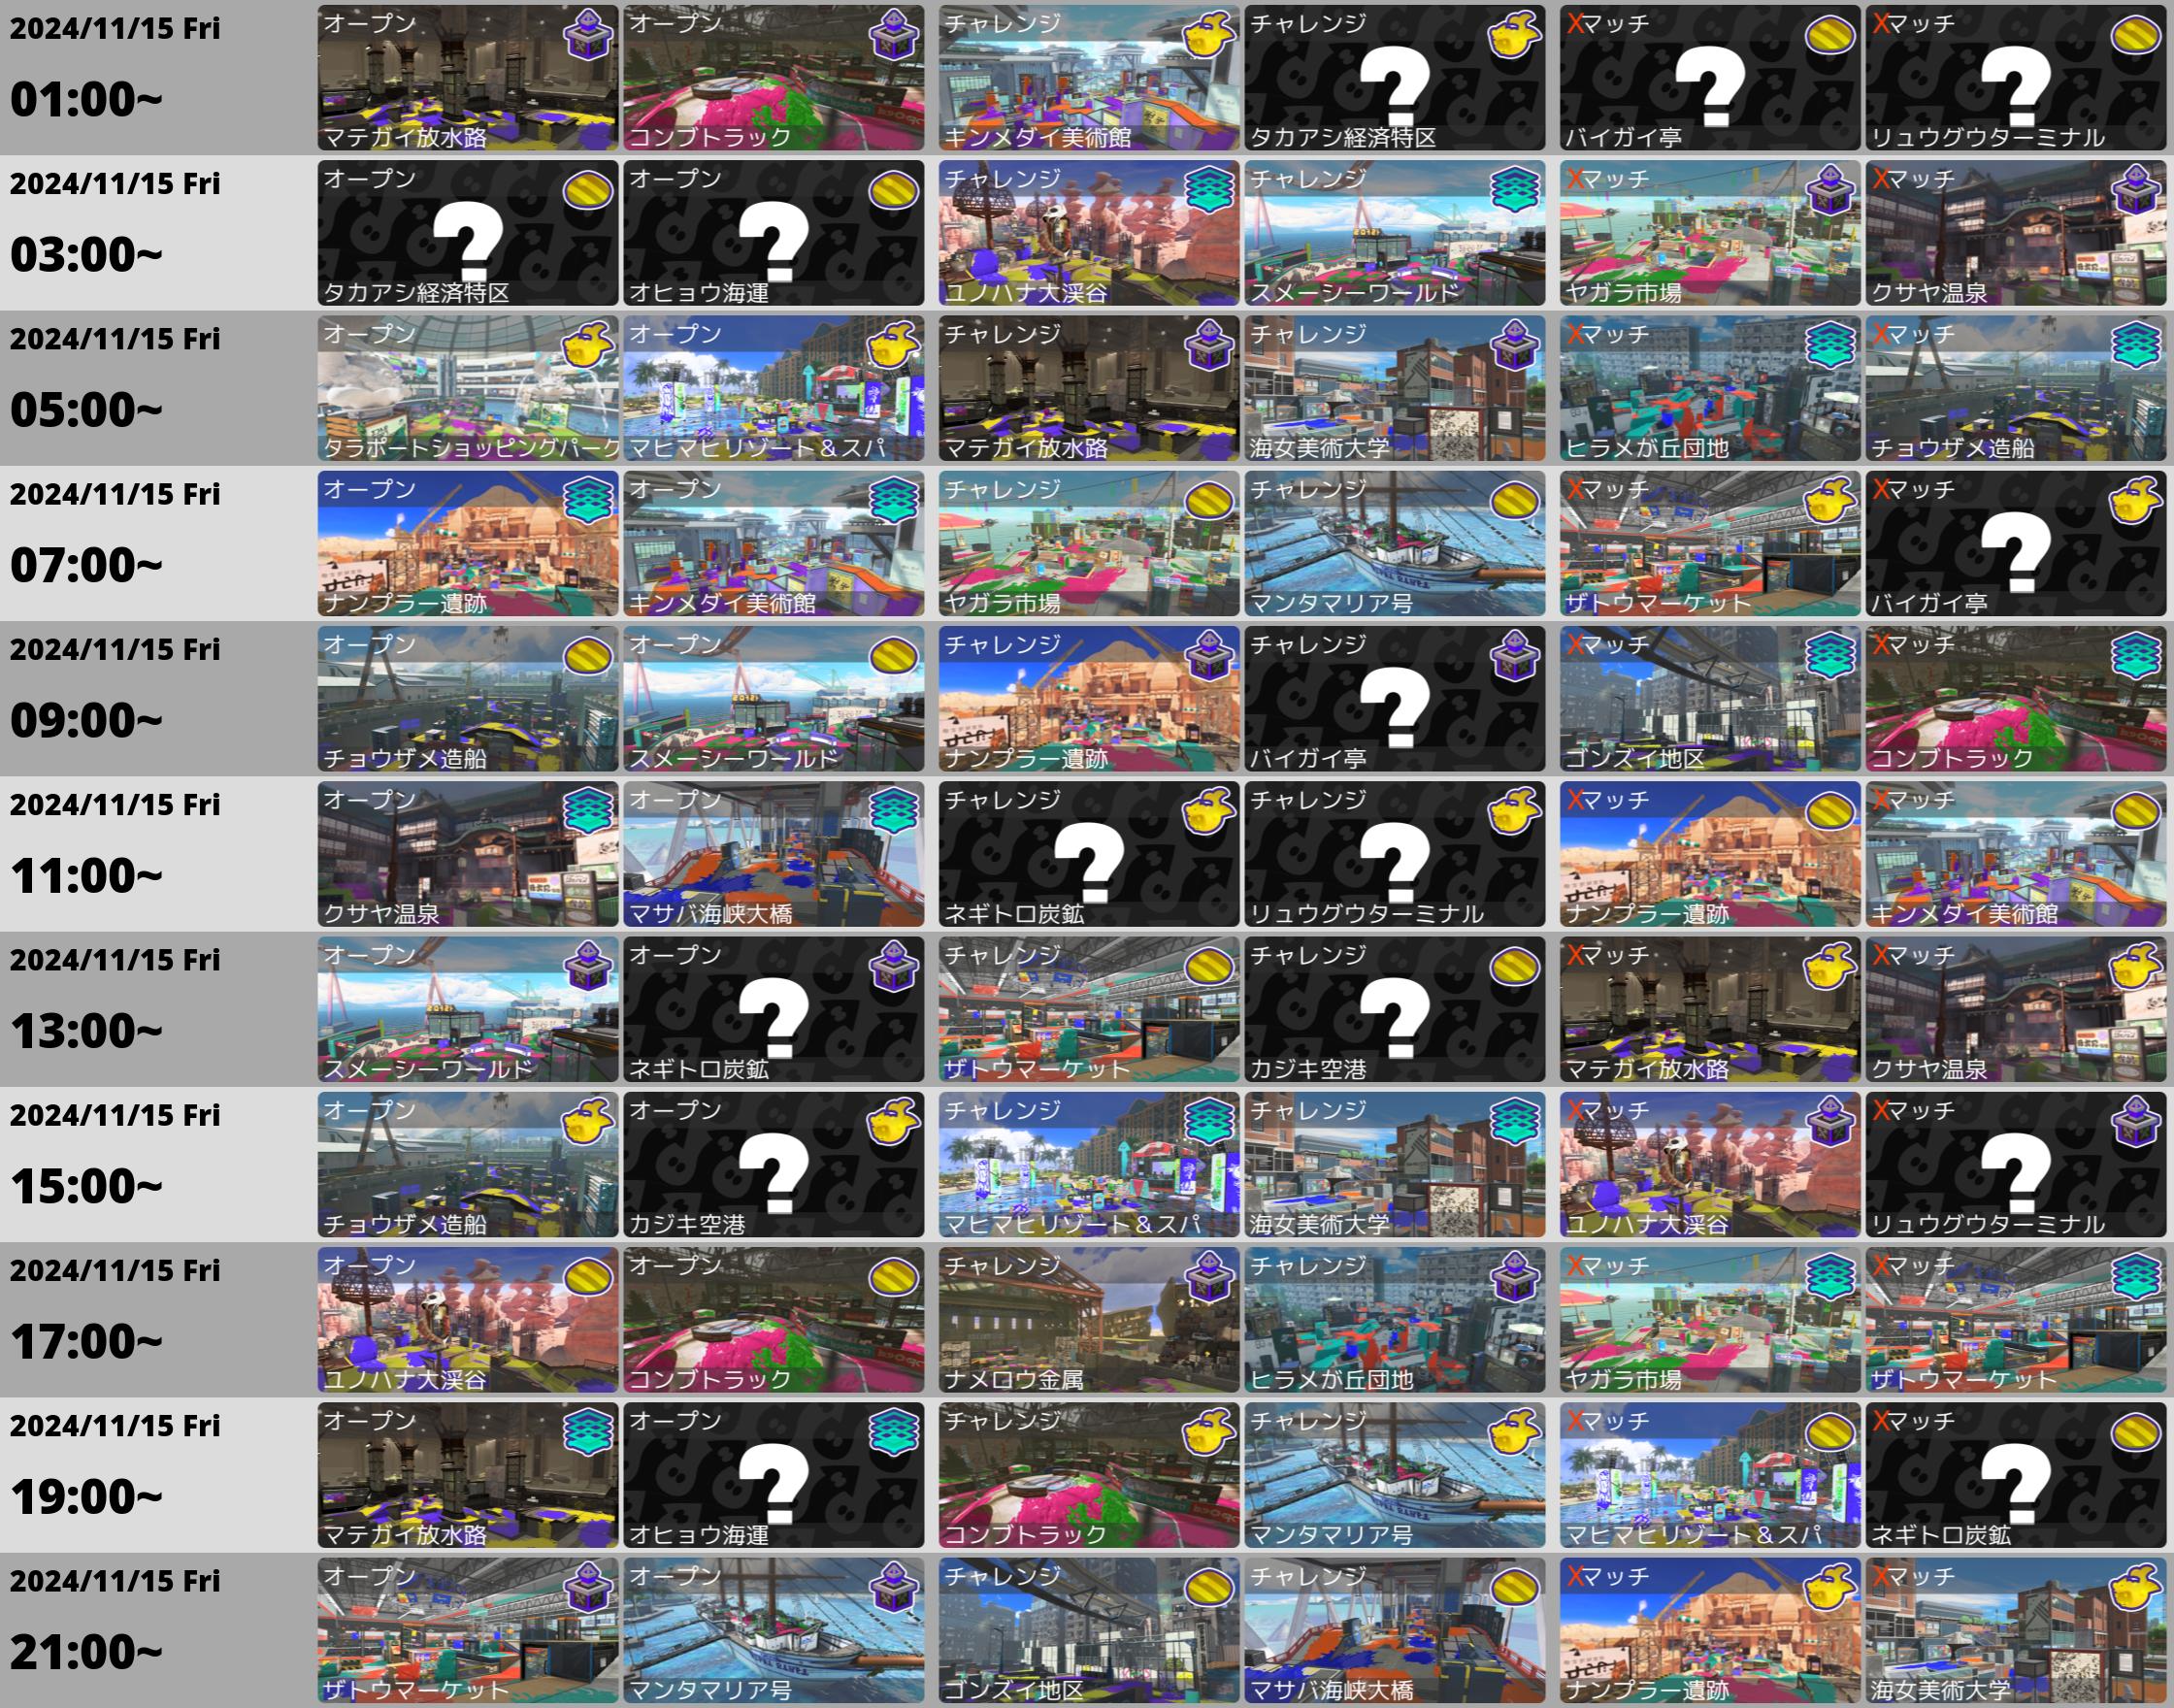 2024/11/15 Fri
01:00~
オープン
マテガイ放水路
オープン
コンブトラック
チャレンジ
キンメダイ美術館
チャレンジ
タカアシ経済特区
Xマッチ
バイガイ亭
Xマッチ
リュウグウターミナル
2024/11/15 Fri
03:00~
オープン
タカアシ経済特区
オープン
オヒョウ海運
チャレンジ
ユノハナ大渓谷
チャレンジ
スメーシーワールド
Xマッチ
ヤガラ市場
Xマッチ
クサヤ温泉
2024/11/15 Fri
05:00~
オープン
タラポートショッピングパーク
オープン
マヒマヒリゾート＆スパ
チャレンジ
マテガイ放水路
チャレンジ
海女美術大学
Xマッチ
ヒラメが丘団地
Xマッチ
チョウザメ造船
2024/11/15 Fri
07:00~
オープン
ナンプラー遺跡
オープン
キンメダイ美術館
チャレンジ
ヤガラ市場
チャレンジ
マンタマリア号
Xマッチ
ザトウマーケット
Xマッチ
バイガイ亭
2024/11/15 Fri
09:00~
オープン
チョウザメ造船
オープン
スメーシーワールド
チャレンジ
ナンプラー遺跡
チャレンジ
バイガイ亭
Xマッチ
ゴンズイ地区
Xマッチ
コンブトラック
2024/11/15 Fri
11:00~
オープン
クサヤ温泉
オープン
マサバ海峡大橋
チャレンジ
ネギトロ炭鉱
チャレンジ
リュウグウターミナル
Xマッチ
ナンプラー遺跡
Xマッチ
キンメダイ美術館
2024/11/15 Fri
13:00~
オープン
スメーシーワールド
オープン
ネギトロ炭鉱
チャレンジ
ザトウマーケット
チャレンジ
カジキ空港
Xマッチ
マテガイ放水路
Xマッチ
クサヤ温泉
2024/11/15 Fri
15:00~
オープン
チョウザメ造船
オープン
カジキ空港
チャレンジ
マヒマヒリゾート＆スパ
チャレンジ
海女美術大学
Xマッチ
ユノハナ大渓谷
Xマッチ
リュウグウターミナル
2024/11/15 Fri
17:00~
オープン
ユノハナ大渓谷
オープン
コンブトラック
チャレンジ
ナメロウ金属
チャレンジ
ヒラメが丘団地
Xマッチ
ヤガラ市場
Xマッチ
ザトウマーケット
2024/11/15 Fri
19:00~
オープン
マテガイ放水路
オープン
オヒョウ海運
チャレンジ
コンブトラック
チャレンジ
マンタマリア号
Xマッチ
マヒマヒリゾート＆スパ
Xマッチ
ネギトロ炭鉱
2024/11/15 Fri
21:00~
オープン
ザトウマーケット
オープン
マンタマリア号
チャレンジ
ゴンズイ地区
チャレンジ
マサバ海峡大橋
Xマッチ
ナンプラー遺跡
Xマッチ
海女美術大学